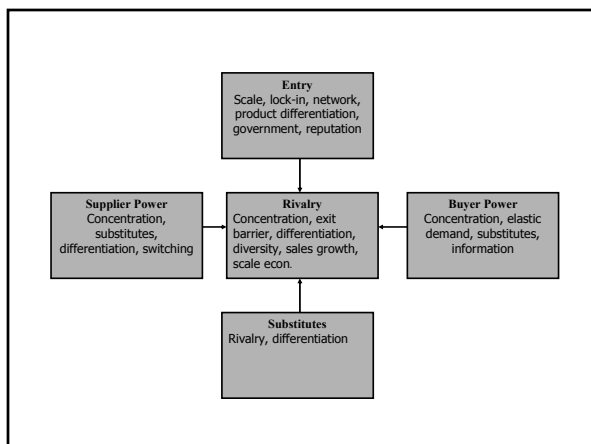 Entry
Scale, lock-in, network,
product differentiation,
government, reputation
Supplier Power
Concentration,
substitutes,
differentiation, switching
Rivalry
Concentration, exit
barrier, differentiation,
diversity, sales growth,
scale econ.
Buyer Power
Concentration, elastic
demand, substitutes,
information
Substitutes
Rivalry, differentiation